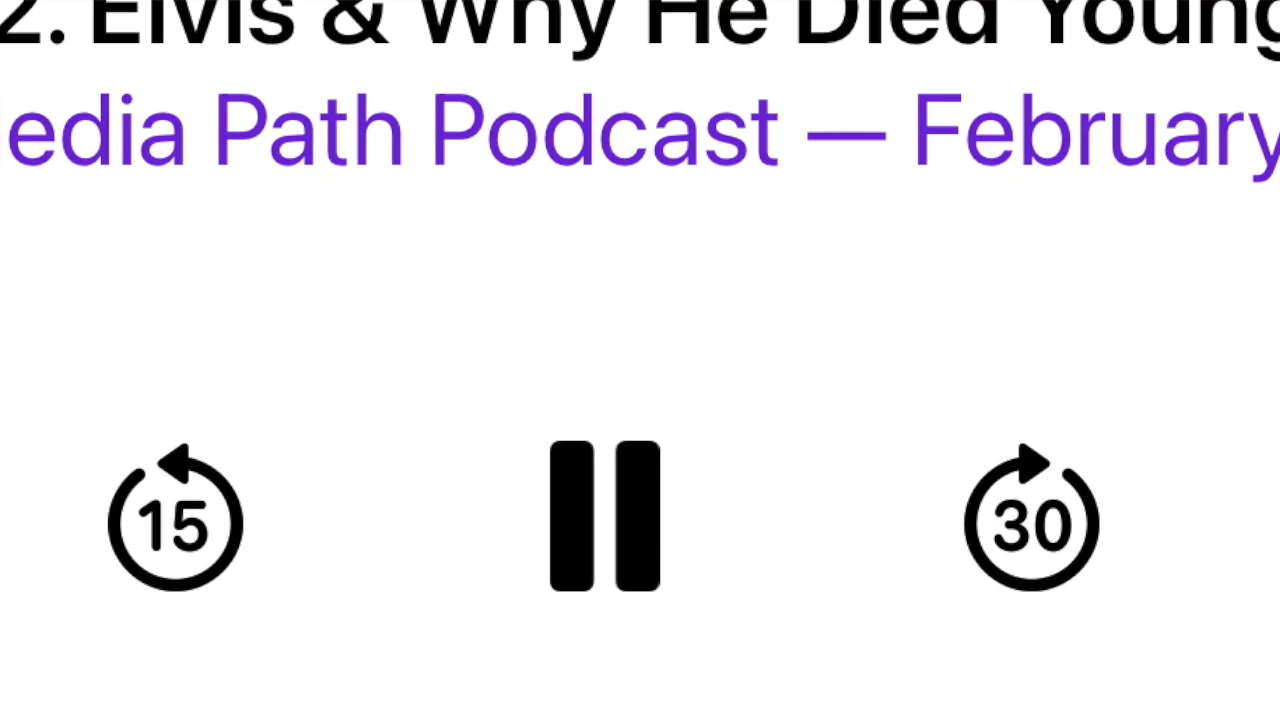 2. Elvis & Why He Died Young
edia Path Podcast — February
15
30